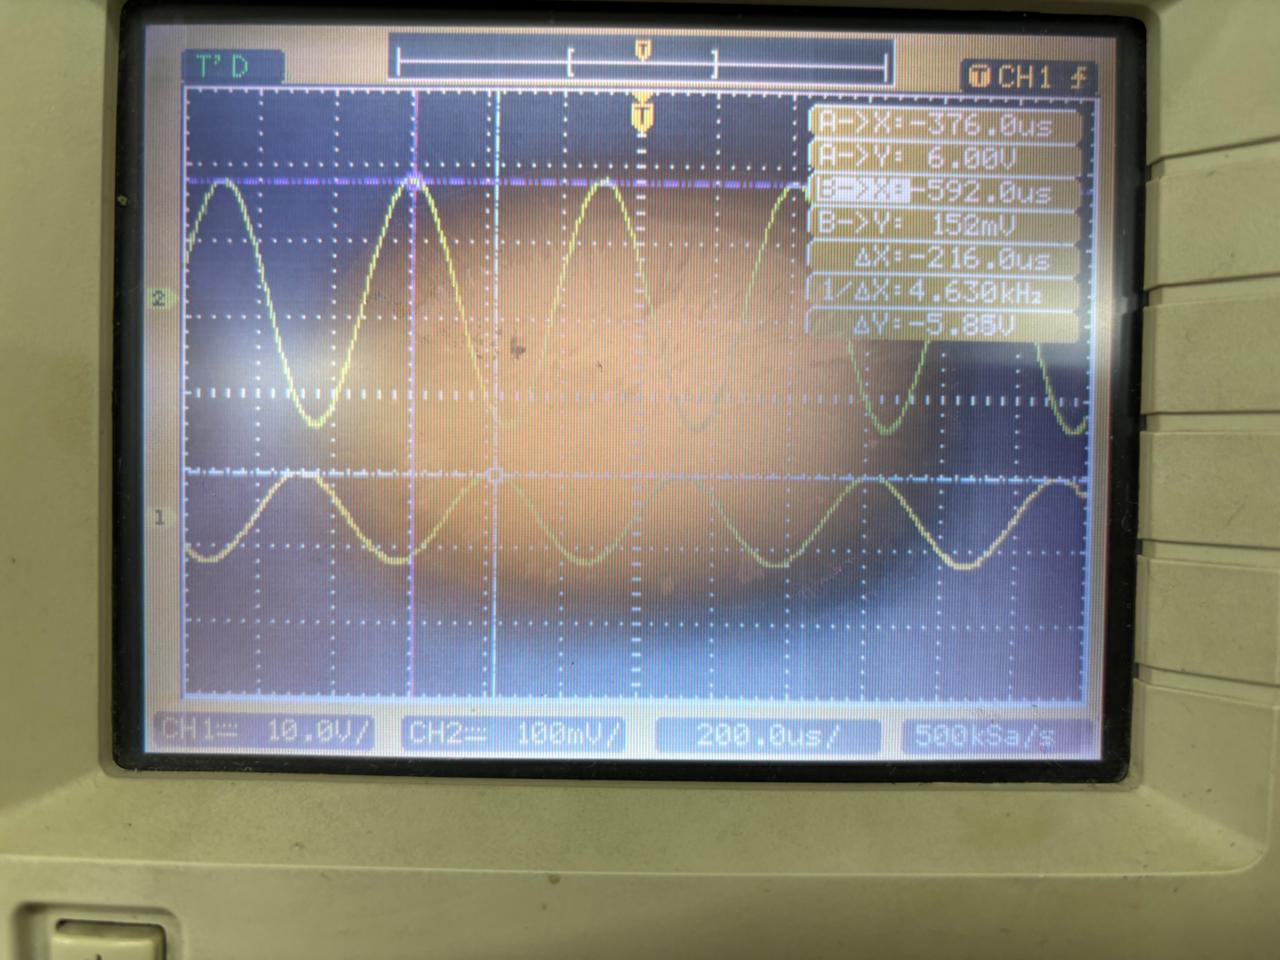 T'D
T
T CH1
T
A->X:-376.0us
A->Y: 6.00V
B->X:-592.0us
B->Y: 152mV
ΔX:-216.0us
1/ΔX:4.630kHz
ΔY:-5.85V
2
1
CH1 10.0V/
CH2 100mV/
200.0us/
500kSa/s